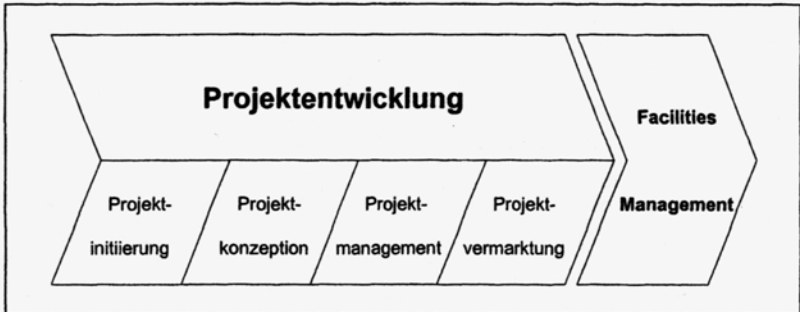 Projektentwicklung
Projekt-
initiierung
Projekt-
konzeption
Projekt-
management
Projekt-
vermarktung
Facilities
Management